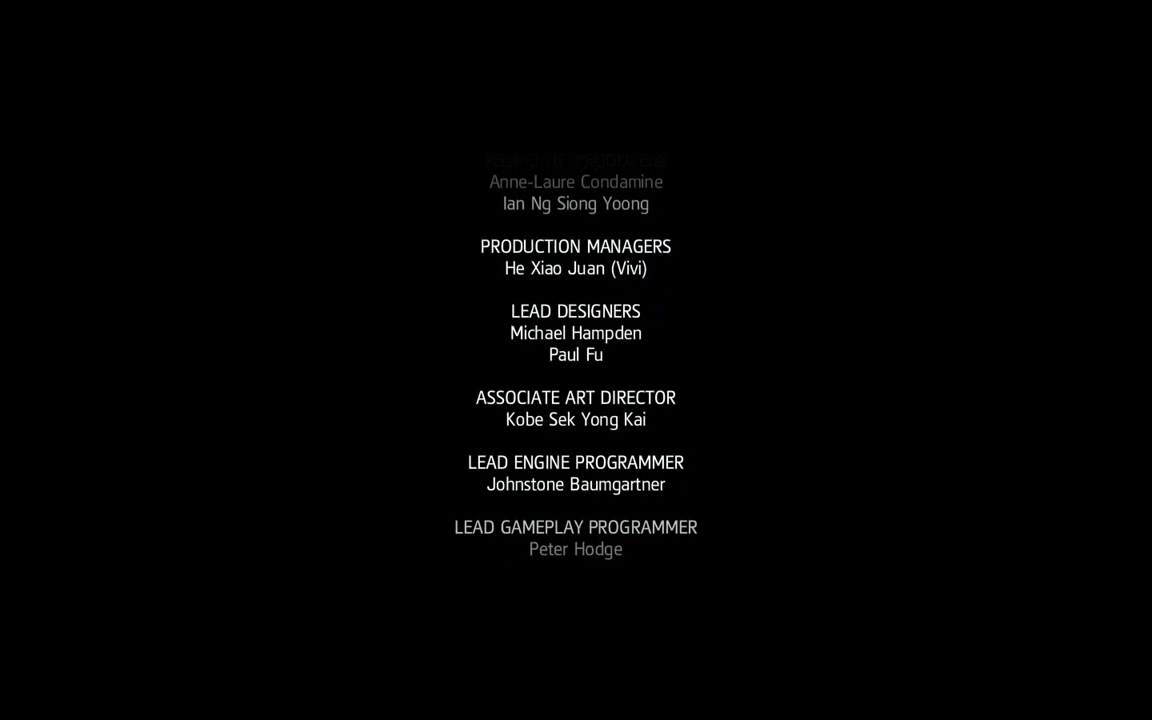 Anne-Laure Condamine
Ian Ng Siong Yoong
PRODUCTION MANAGERS
He Xiao Juan (Vivi)
LEAD DESIGNERS
Michael Hampden
Paul Fu
ASSOCIATE ART DIRECTOR
Kobe Sek Yong Kai
LEAD ENGINE PROGRAMMER
Johnstone Baumgartner
LEAD GAMEPLAY PROGRAMMER
Peter Hodge